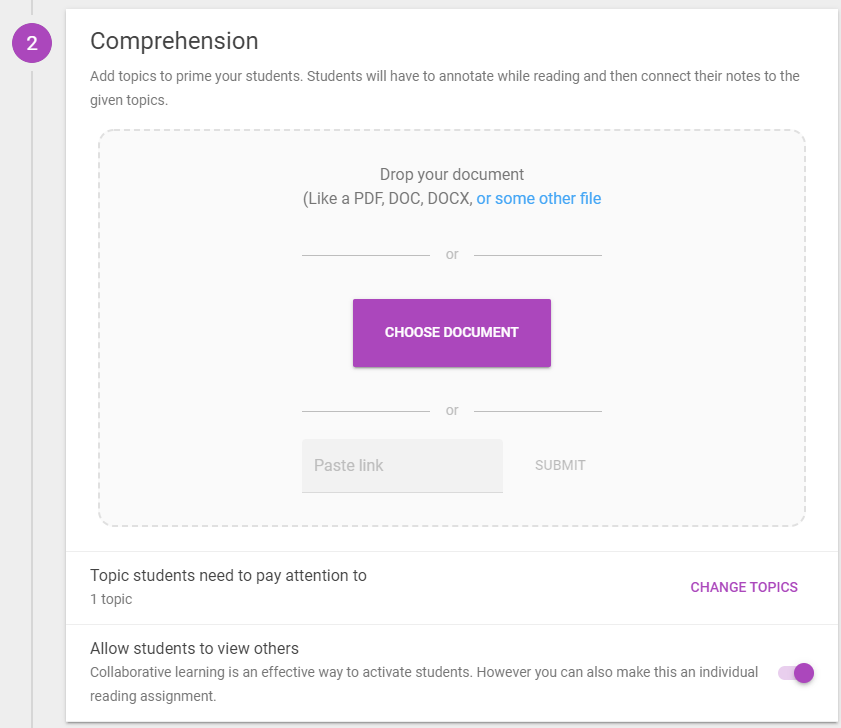 2
Comprehension
Add topics to prime your students. Students will have to annotate while reading and then connect their notes to the
given topics.
Drop your document
(Like a PDF, DOC, DOCX, or some other file
or
CHOOSE DOCUMENT
or
Paste link
SUBMIT
Topic students need to pay attention to
1 topic
CHANGE TOPICS
Allow students to view others
Collaborative learning is an effective way to activate students. However you can also make this an individual
reading assignment.